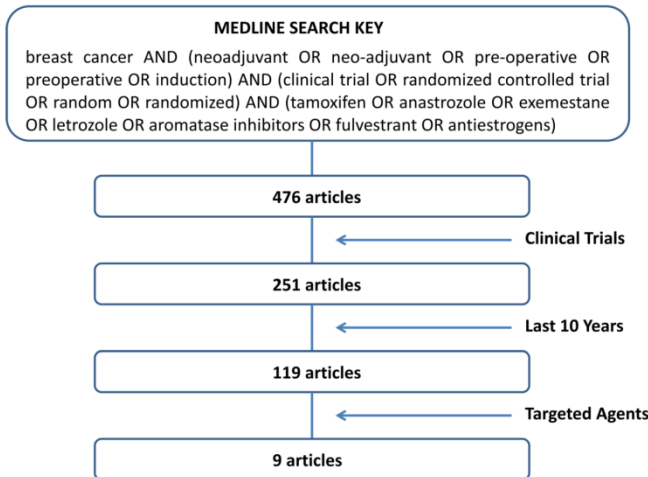 MEDLINE SEARCH KEY
breast cancer AND (neoadjuvant OR neo-adjuvant OR pre-operative OR
preoperative OR induction) AND (clinical trial OR randomized controlled trial
OR random OR randomized) AND (tamoxifen OR anastrozole OR exemestane
OR letrozole OR aromatase inhibitors OR fulvestrant OR antiestrogens)
476 articles
Clinical Trials
251 articles
Last 10 Years
119 articles
Targeted Agents
9 articles